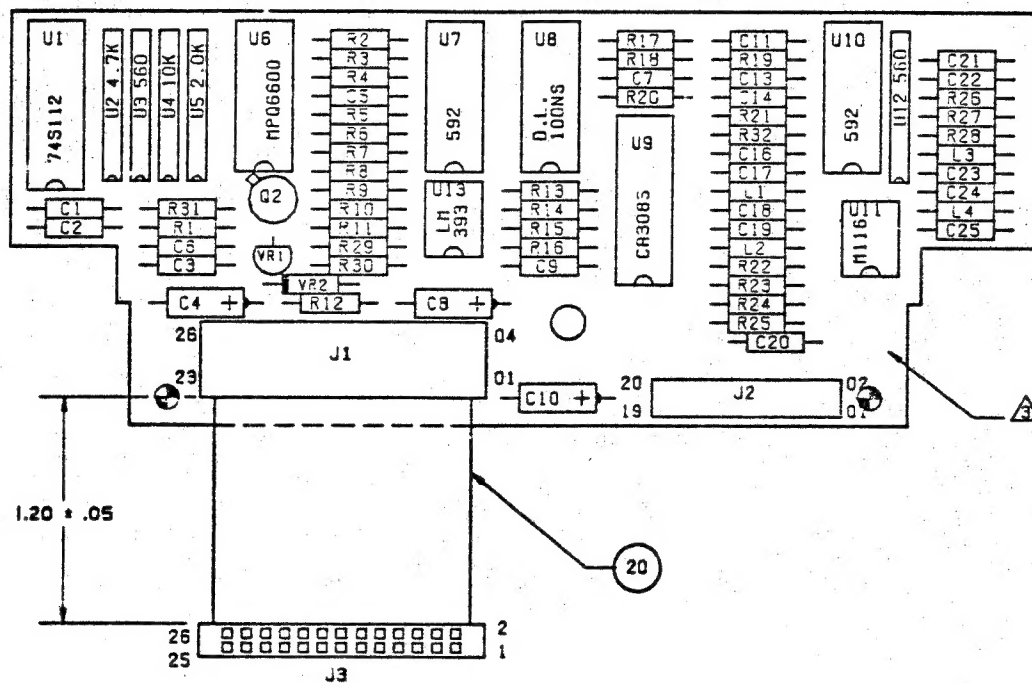 U1
74S112
U2 4.7K
U3 560
U4 10K
U5 2.0K
U6
MPQ6600
R2
R3
R4
C5
R5
R6
R7
R8
R9
R10
R11
R29
R30
U7
592
U13
LM
393
U8
D.L.
100NS
R13
R14
R15
R16
C9
R17
R18
C7
R20
U9
CA3085
C11
R19
C13
C14
R21
R32
C16
C17
L1
C18
C19
L2
R22
R23
R24
R25
C20
U10
592
U12 560
U11
M116
C21
C22
R26
R27
R28
L3
C23
C24
L4
C25
C1
C2
R31
R1
C6
C3
Q2
VR1
VR2
C4 +
R12
C8 +
26
04
J1
23
01
C10 +
20
19
J2
02
01
3
1.20 ± .05
20
26
25
2
1
J3